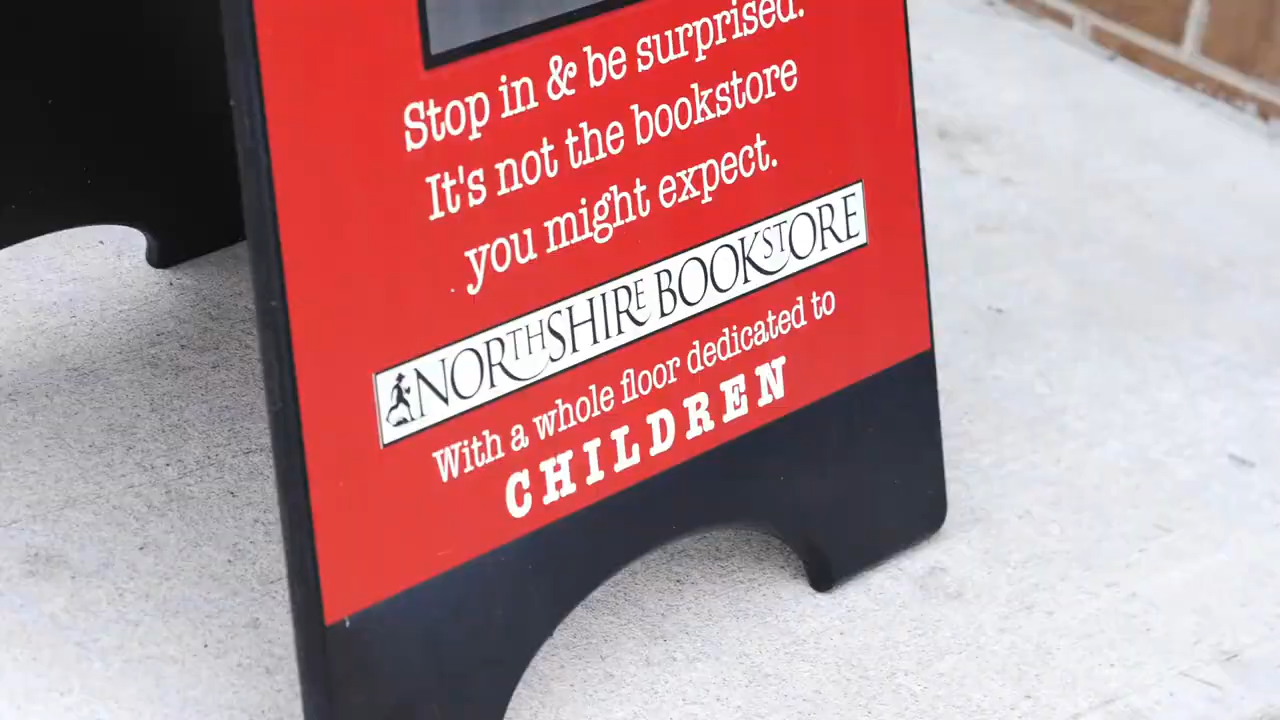 Stop in & be surprised.
It's not the bookstore
you might expect.
NORTHSHIRE BOOKSTORE
With a whole floor dedicated to
CHILDREN